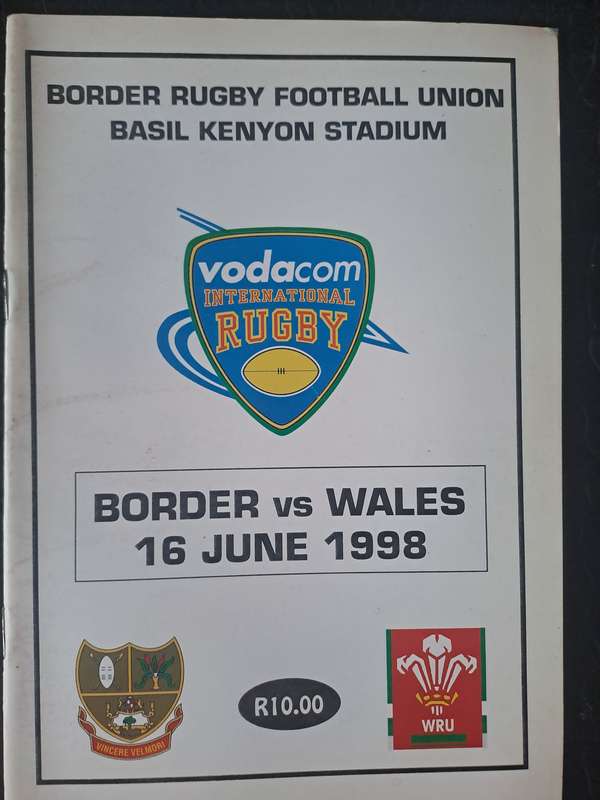 BORDER RUGBY FOOTBALL UNION
BASIL KENYON STADIUM
vodacom
INTERNATIONAL
RUGBY
BORDER vs WALES
16 JUNE 1998
VINCERE VELMORI
R10.00
WRU